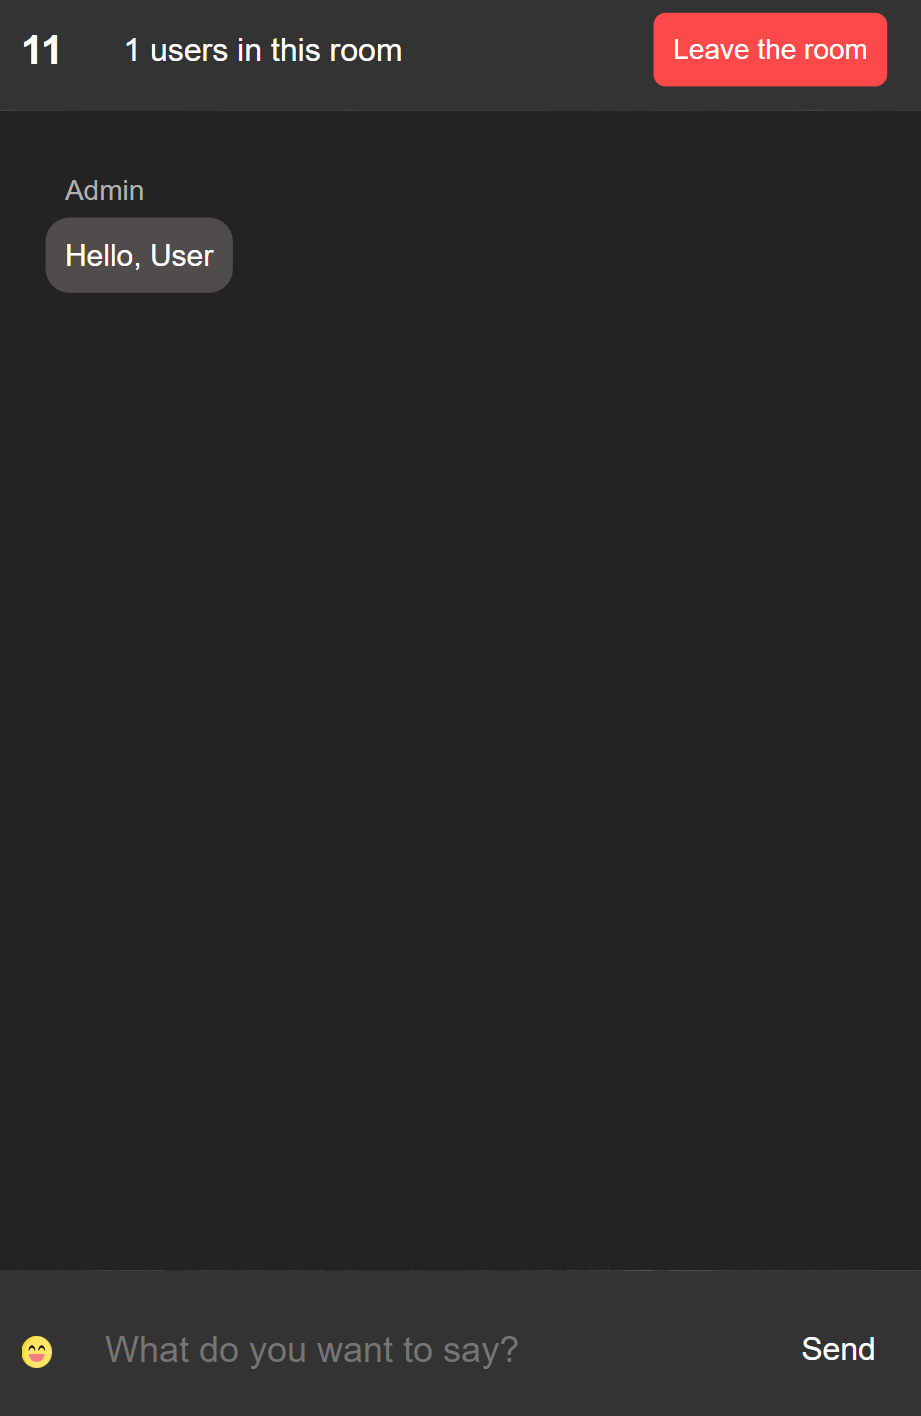 11
1 users in this room
Leave the room
Admin
Hello, User
What do you want to say?
Send